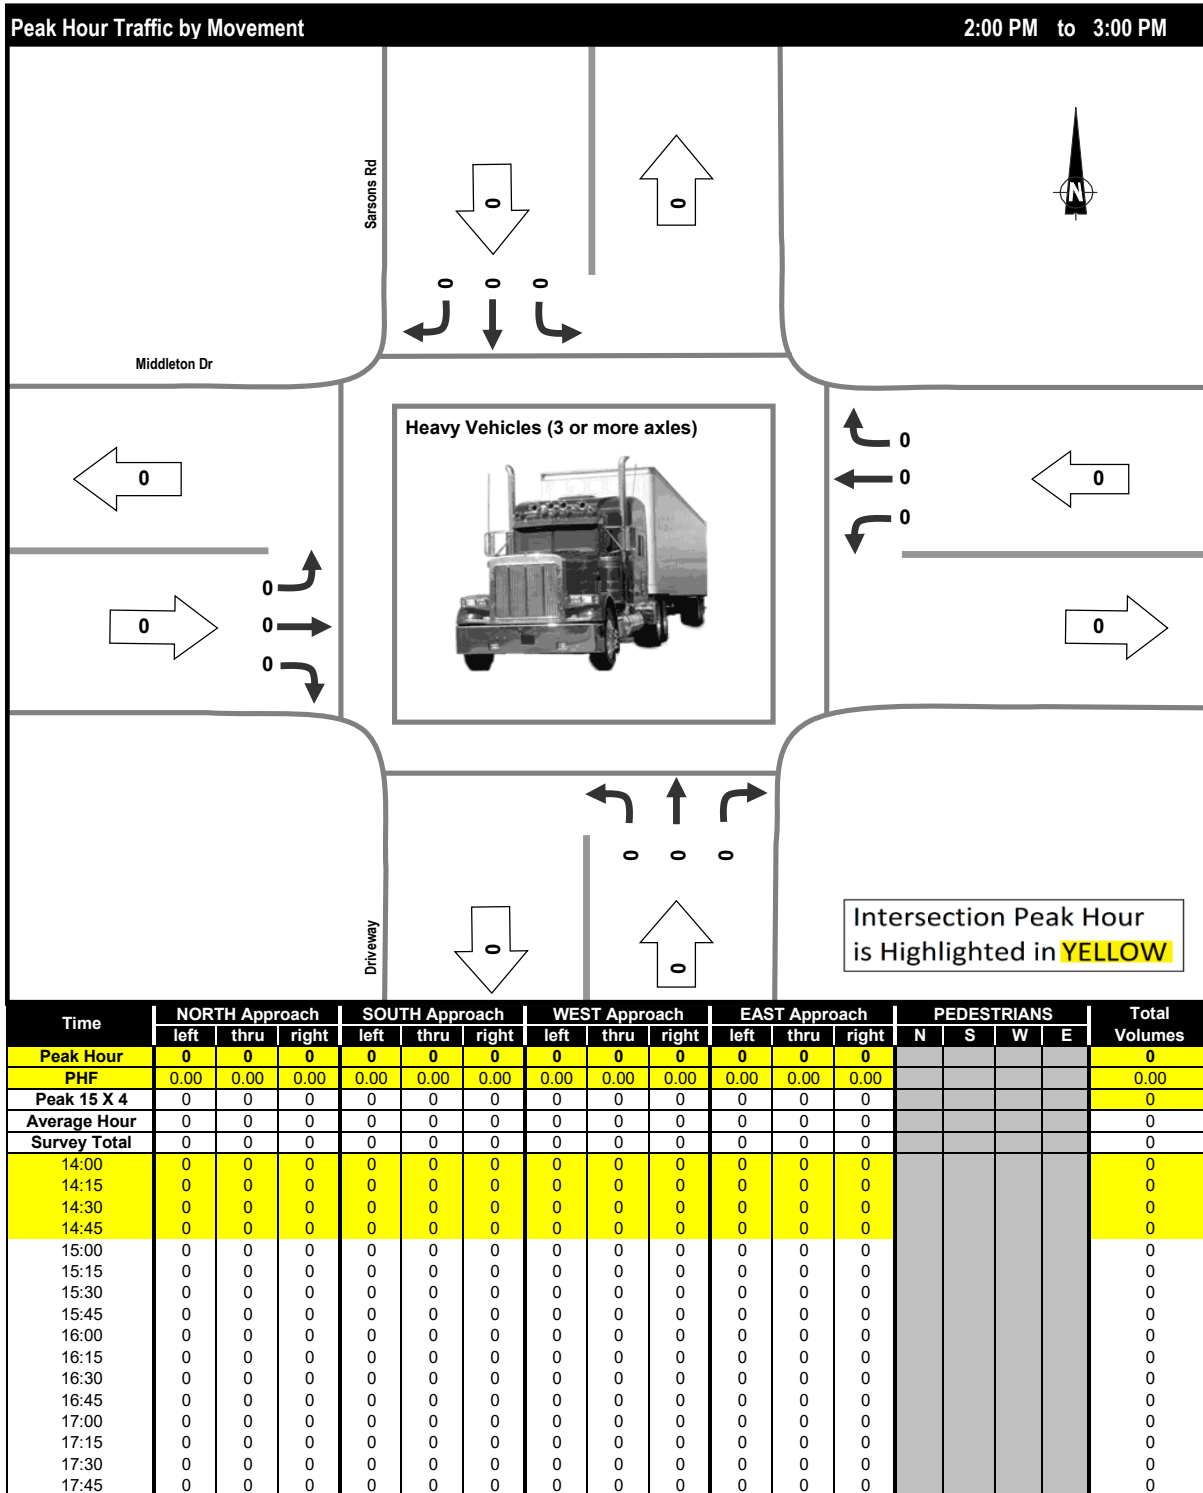 Peak Hour Traffic by Movement 2:00 PM to 3:00 PM
Sarsons Rd
0 0
N
0 0 0
Middleton Dr
Heavy Vehicles (3 or more axles)
0
0 0 0
0
0
0
0 0 0
0
0 0 0
Driveway
0 0
Intersection Peak Hour
is Highlighted in YELLOW
Time NORTH Approach SOUTH Approach WEST Approach EAST Approach PEDESTRIANS Total
left thru right left thru right left thru right left thru right N S W E Volumes
Peak Hour 0 0 0 0 0 0 0 0 0 0 0 0 0
PHF 0.00 0.00 0.00 0.00 0.00 0.00 0.00 0.00 0.00 0.00 0.00 0.00 0.00
Peak 15 X 4 0 0 0 0 0 0 0 0 0 0 0 0 0
Average Hour 0 0 0 0 0 0 0 0 0 0 0 0 0
Survey Total 0 0 0 0 0 0 0 0 0 0 0 0 0
14:00 0 0 0 0 0 0 0 0 0 0 0 0 0
14:15 0 0 0 0 0 0 0 0 0 0 0 0 0
14:30 0 0 0 0 0 0 0 0 0 0 0 0 0
14:45 0 0 0 0 0 0 0 0 0 0 0 0 0
15:00 0 0 0 0 0 0 0 0 0 0 0 0 0
15:15 0 0 0 0 0 0 0 0 0 0 0 0 0
15:30 0 0 0 0 0 0 0 0 0 0 0 0 0
15:45 0 0 0 0 0 0 0 0 0 0 0 0 0
16:00 0 0 0 0 0 0 0 0 0 0 0 0 0
16:15 0 0 0 0 0 0 0 0 0 0 0 0 0
16:30 0 0 0 0 0 0 0 0 0 0 0 0 0
16:45 0 0 0 0 0 0 0 0 0 0 0 0 0
17:00 0 0 0 0 0 0 0 0 0 0 0 0 0
17:15 0 0 0 0 0 0 0 0 0 0 0 0 0
17:30 0 0 0 0 0 0 0 0 0 0 0 0 0
17:45 0 0 0 0 0 0 0 0 0 0 0 0 0